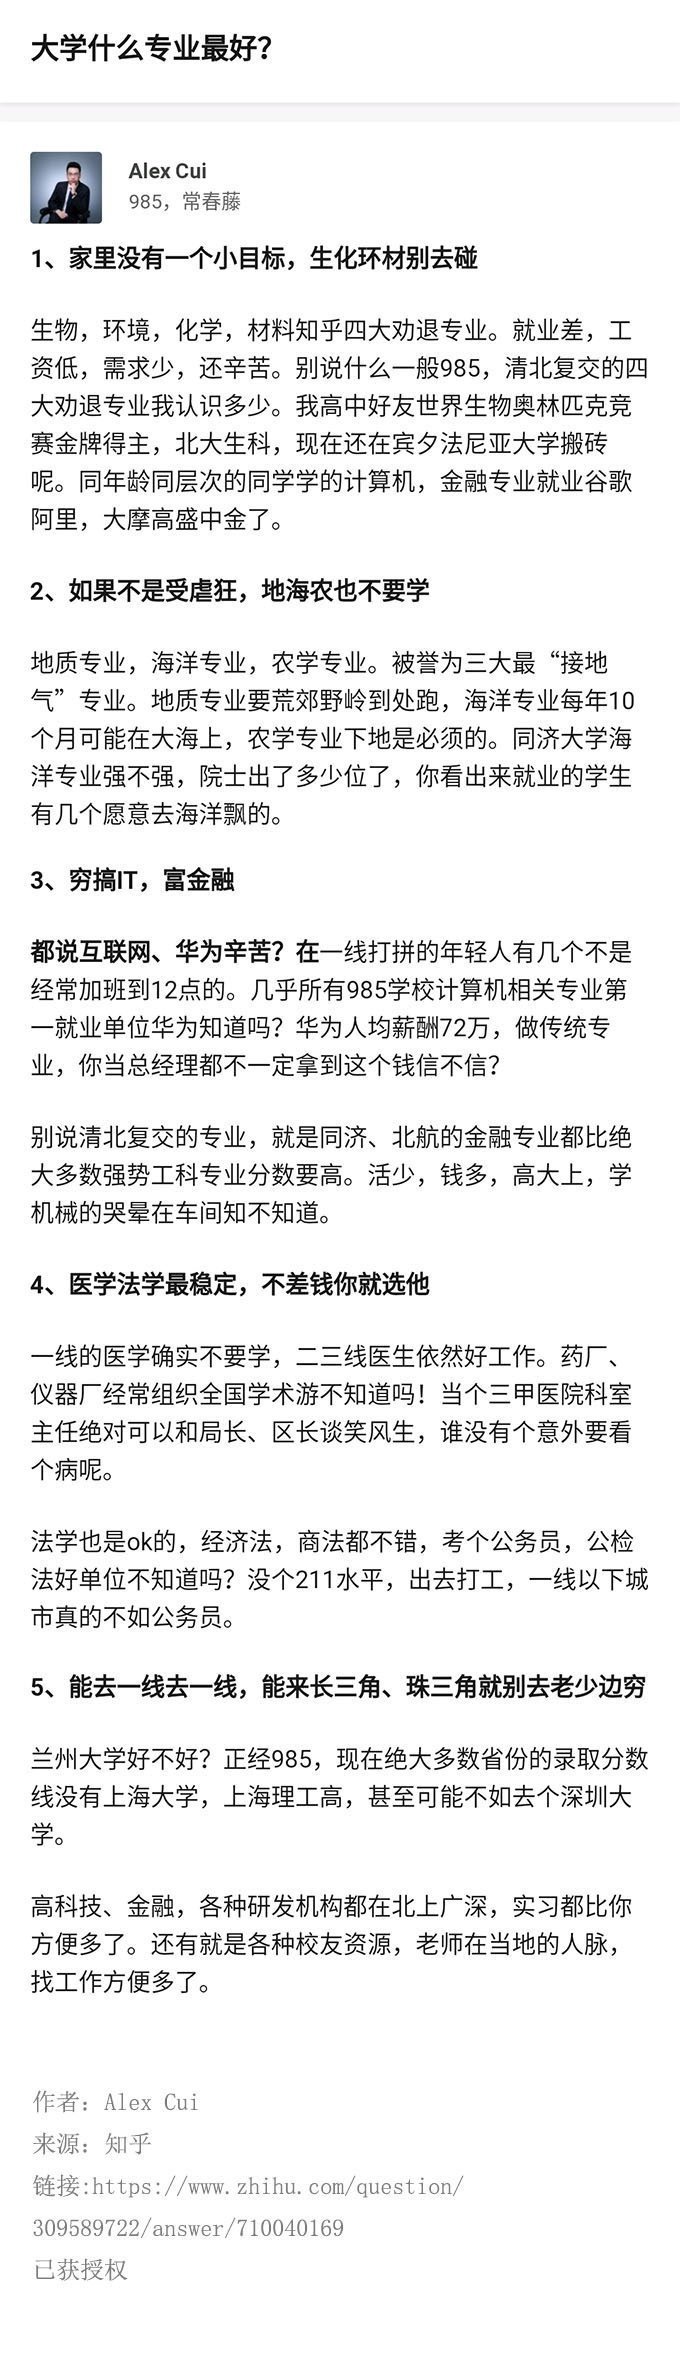 大学什么专业最好？
Alex Cui
985，常春藤
1、家里没有一个小目标，生化环材别去碰
生物，环境，化学，材料知乎四大劝退专业。就业差，工
资低，需求少，还辛苦。别说什么一般985，清北复交的四
大劝退专业我认识多少。我高中好友世界生物奥林匹克竞
赛金牌得主，北大生科，现在还在宾夕法尼亚大学搬砖
呢。同年龄同层次的同学学的计算机，金融专业就业谷歌
阿里，大摩高盛中金了。
2、如果不是受虐狂，地海农也不要学
地质专业，海洋专业，农学专业。被誉为三大最“接地
气”专业。地质专业要荒郊野岭到处跑，海洋专业每年10
个月可能在大海上，农学专业下地是必须的。同济大学海
洋专业强不强，院士出了多少位了，你看出来就业的学生
有几个愿意去海洋飘的。
3、穷搞IT，富金融
都说互联网、华为辛苦？在一线打拼的年轻人有几个不是
经常加班到12点的。几乎所有985学校计算机相关专业第
一就业单位华为知道吗？华为人均薪酬72万，做传统专
业，你当总经理都不一定拿到这个钱信不信？
别说清北复交的专业，就是同济、北航的金融专业都比绝
大多数强势工科专业分数要高。活少，钱多，高大上，学
机械的哭晕在车间知不知道。
4、医学法学最稳定，不差钱你就选他
一线的医学确实不要学，二三线医生依然好工作。药厂、
仪器厂经常组织全国学术游不知道吗！当个三甲医院科室
主任绝对可以和局长、区长谈笑风生，谁没有个意外要看
个病呢。
法学也是ok的，经济法，商法都不错，考个公务员，公检
法好单位不知道吗？没个211水平，出去打工，一线以下城
市真的不如公务员。
5、能去一线去一线，能来长三角、珠三角就别去老少边穷
兰州大学好不好？正经985，现在绝大多数省份的录取分数
线没有上海大学，上海理工高，甚至可能不如去个深圳大
学。
高科技、金融，各种研发机构都在北上广深，实习都比你
方便多了。还有就是各种校友资源，老师在当地的人脉，
找工作方便多了。
作者：Alex Cui
来源：知乎
链接:https://www.zhihu.com/question/
309589722/answer/710040169
已获授权